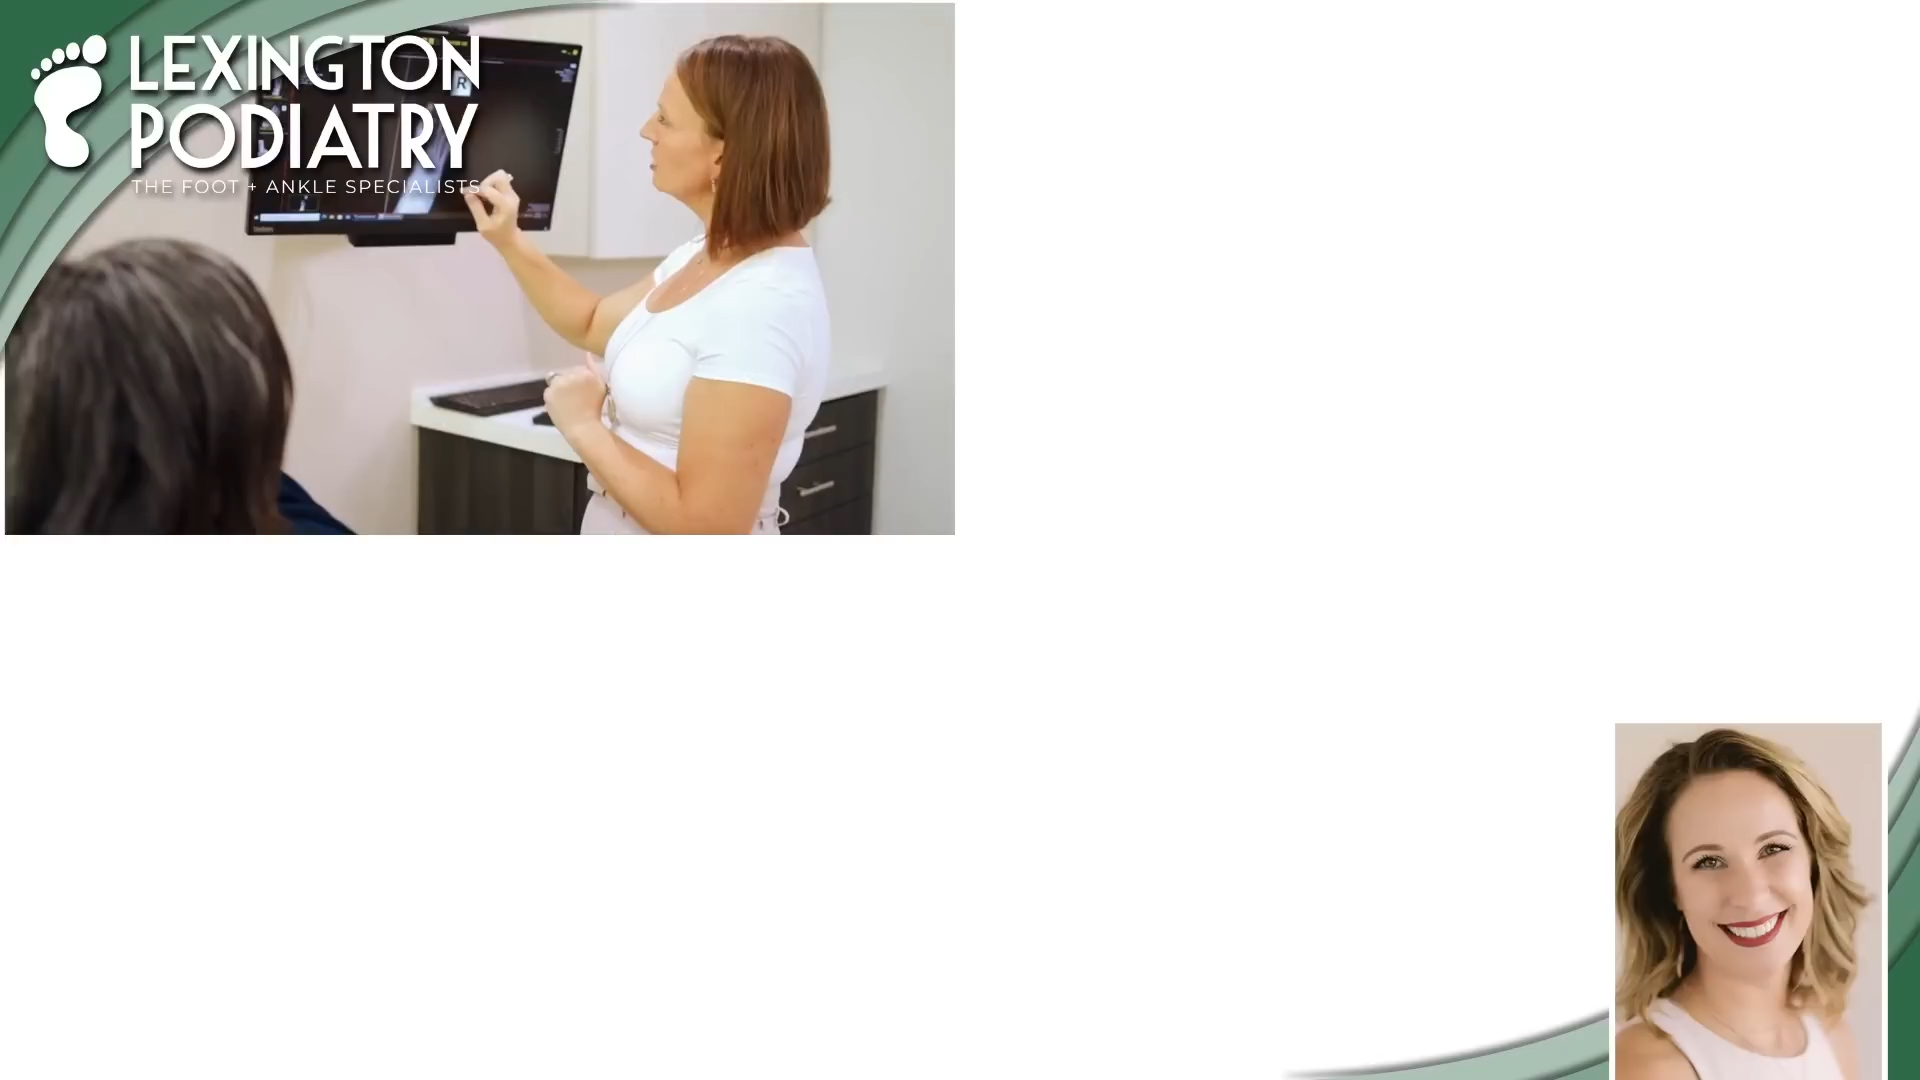 LEXINGTON
PODIATRY
THE FOOT + ANKLE SPECIALISTS
R